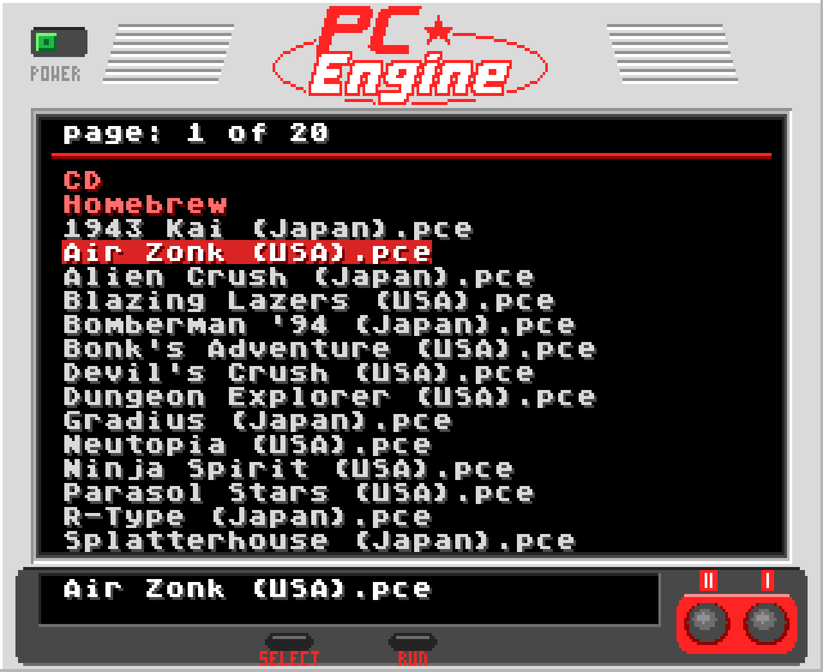 PC
Engine
POWER
page: 1 of 20
CD
Homebrew
1943 Kai (Japan).pce
Air Zonk (USA).pce
Alien Crush (Japan).pce
Blazing Lazers (USA).pce
Bomberman '94 (Japan).pce
Bonk's Adventure (USA).pce
Devil's Crush (USA).pce
Dungeon Explorer (USA).pce
Gradius (Japan).pce
Neutopia (USA).pce
Ninja Spirit (USA).pce
Parasol Stars (USA).pce
R-Type (Japan).pce
Splatterhouse (Japan).pce
II I
Air Zonk (USA).pce
SELECT RUN